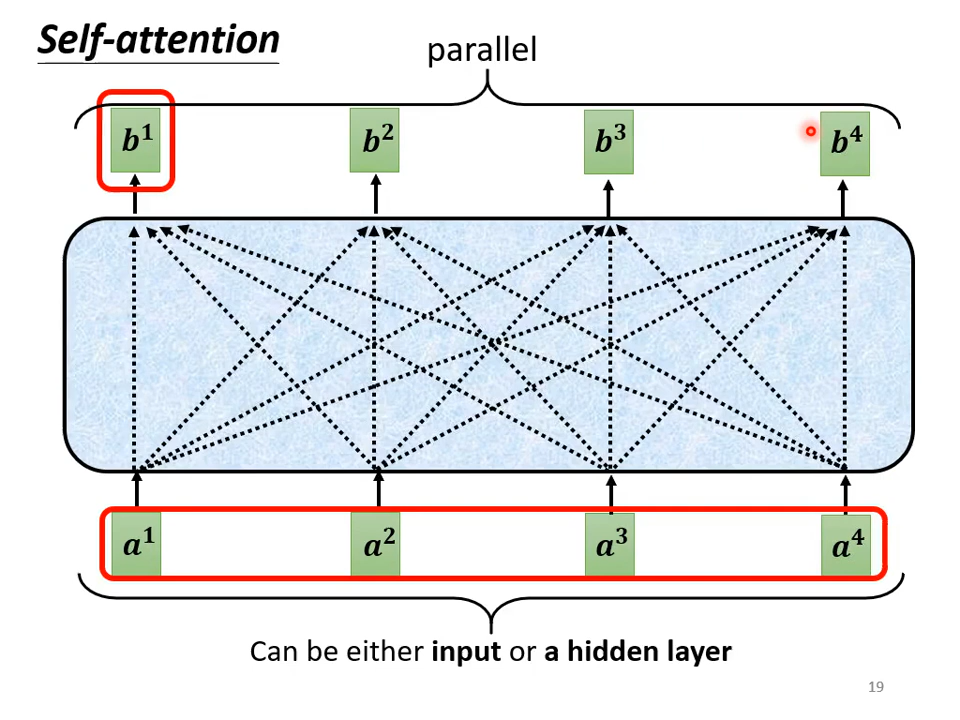 Self-attention
parallel
b¹ b² b³ b⁴
a¹ a² a³ a⁴
Can be either input or a hidden layer
19